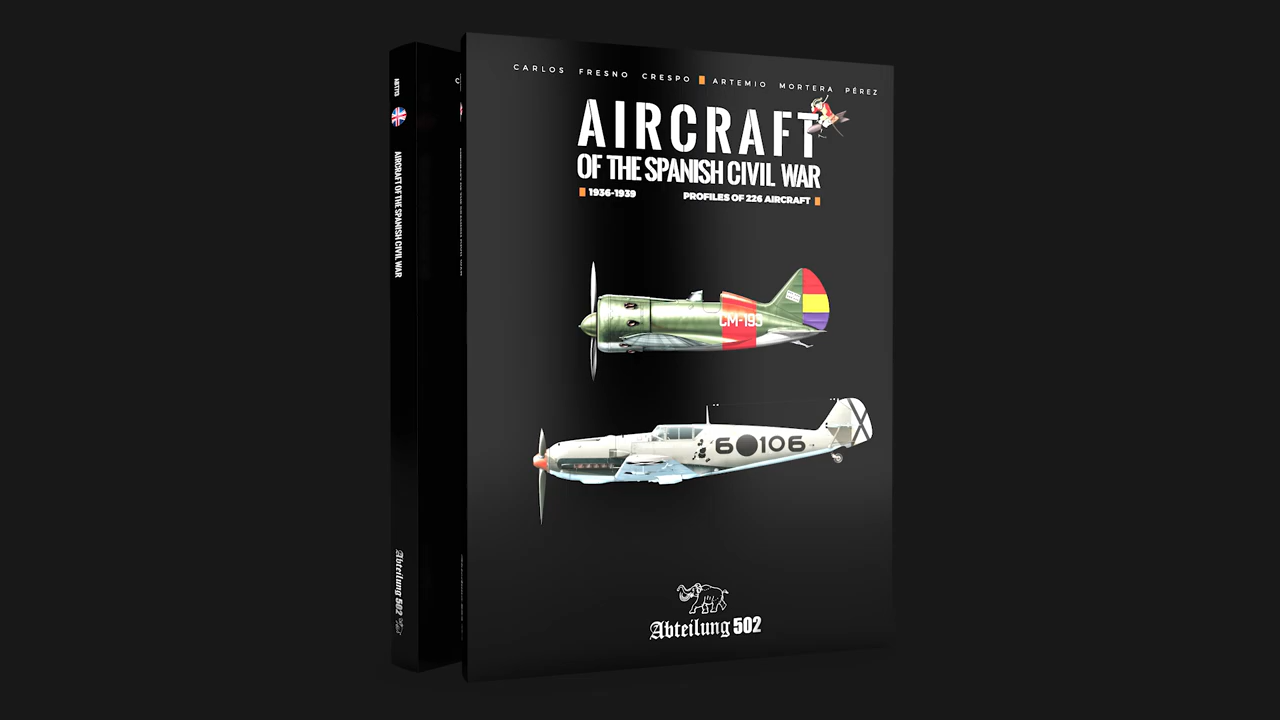 CARLOS FRESNO CRESPO ARTEMIO MORTERA PÉREZ
AIRCRAFT
OF THE SPANISH CIVIL WAR
1936-1939 PROFILES OF 226 AIRCRAFT
CM-193
6 106
Abteilung 502
AIRCRAFT OF THE SPANISH CIVIL WAR
Abteilung 502